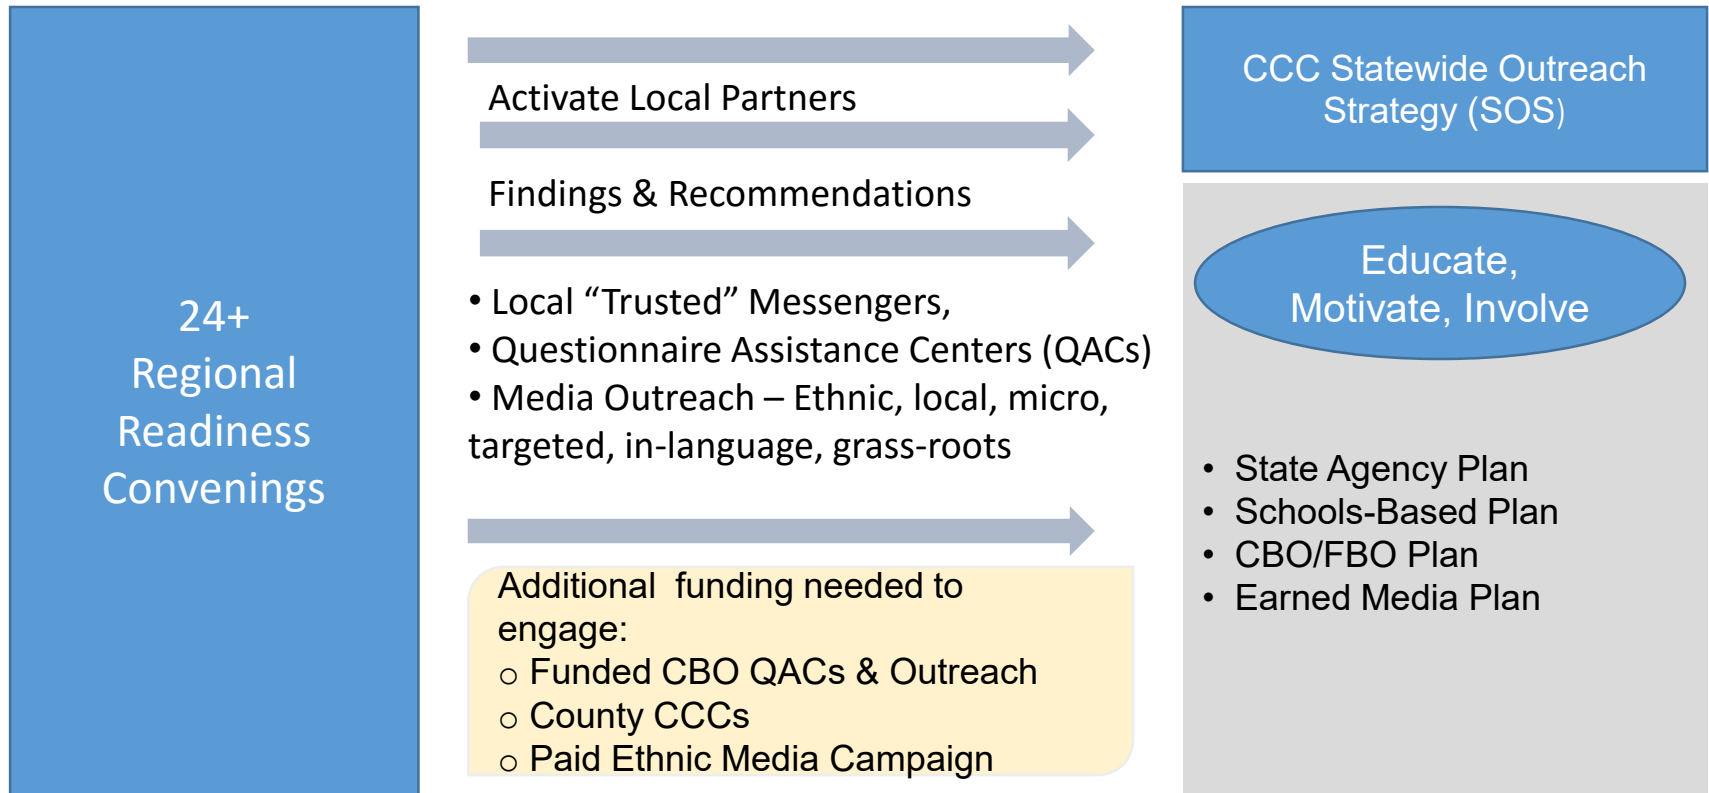 24+
Regional
Readiness
Convenings
Activate Local Partners
Findings & Recommendations
• Local “Trusted” Messengers,
• Questionnaire Assistance Centers (QACs)
• Media Outreach – Ethnic, local, micro,
targeted, in-language, grass-roots
Additional  funding needed to
engage:
o Funded CBO QACs & Outreach
o County CCCs
o Paid Ethnic Media Campaign
CCC Statewide Outreach
Strategy (SOS)
Educate,
Motivate, Involve
• State Agency Plan
• Schools-Based Plan
• CBO/FBO Plan
• Earned Media Plan